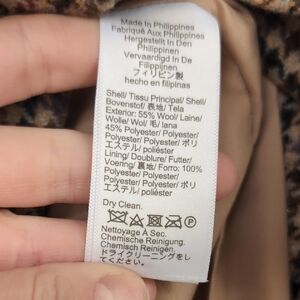 Made In Philippines
Fabriqué Aux Philippines
Hergestellt In Den
Philippinen
Vervaardigd In De
Filippijnen
フィリピン製
hecho en filipinas
Shell/ Tissu Principal/ Shell/
Bovenstof/ 表地/ Tela
Exterior: 55% Wool/ Laine/
Wolle/ Wol/ 毛/ lana
45% Polyester/ Polyester/
Polyester/ Polyester/ ポリ
エステル/ poliéster
Lining/ Doublure/ Futter/
Voering/ 裏地/ Forro: 100%
Polyester/ Polyester/
Polyester/ Polyester/ ポリ
エステル/ poliéster
Dry Clean.
Nettoyage À Sec.
Chemische Reinigung.
Chemisch Reinigen.
ドライクリーニングをし
てください。